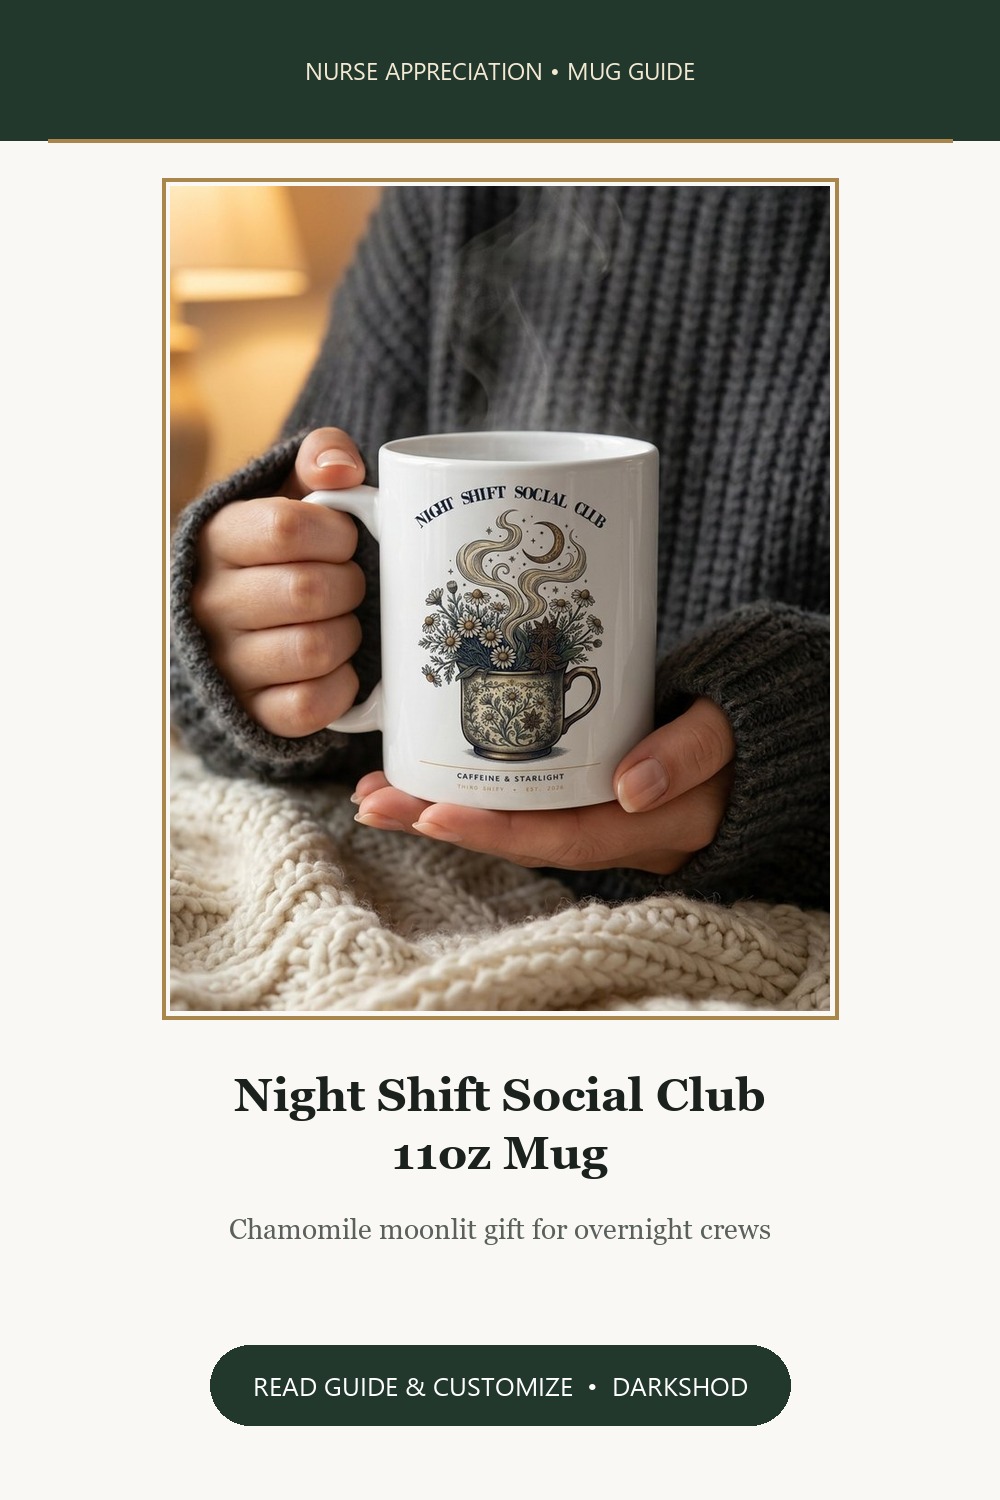 NURSE APPRECIATION • MUG GUIDE
NIGHT SHIFT SOCIAL CLUB
CAFFEINE & STARLIGHT
THIRD SHIFT • EST. 2026
Night Shift Social Club
11oz Mug
Chamomile moonlit gift for overnight crews
READ GUIDE & CUSTOMIZE • DARKSHOD